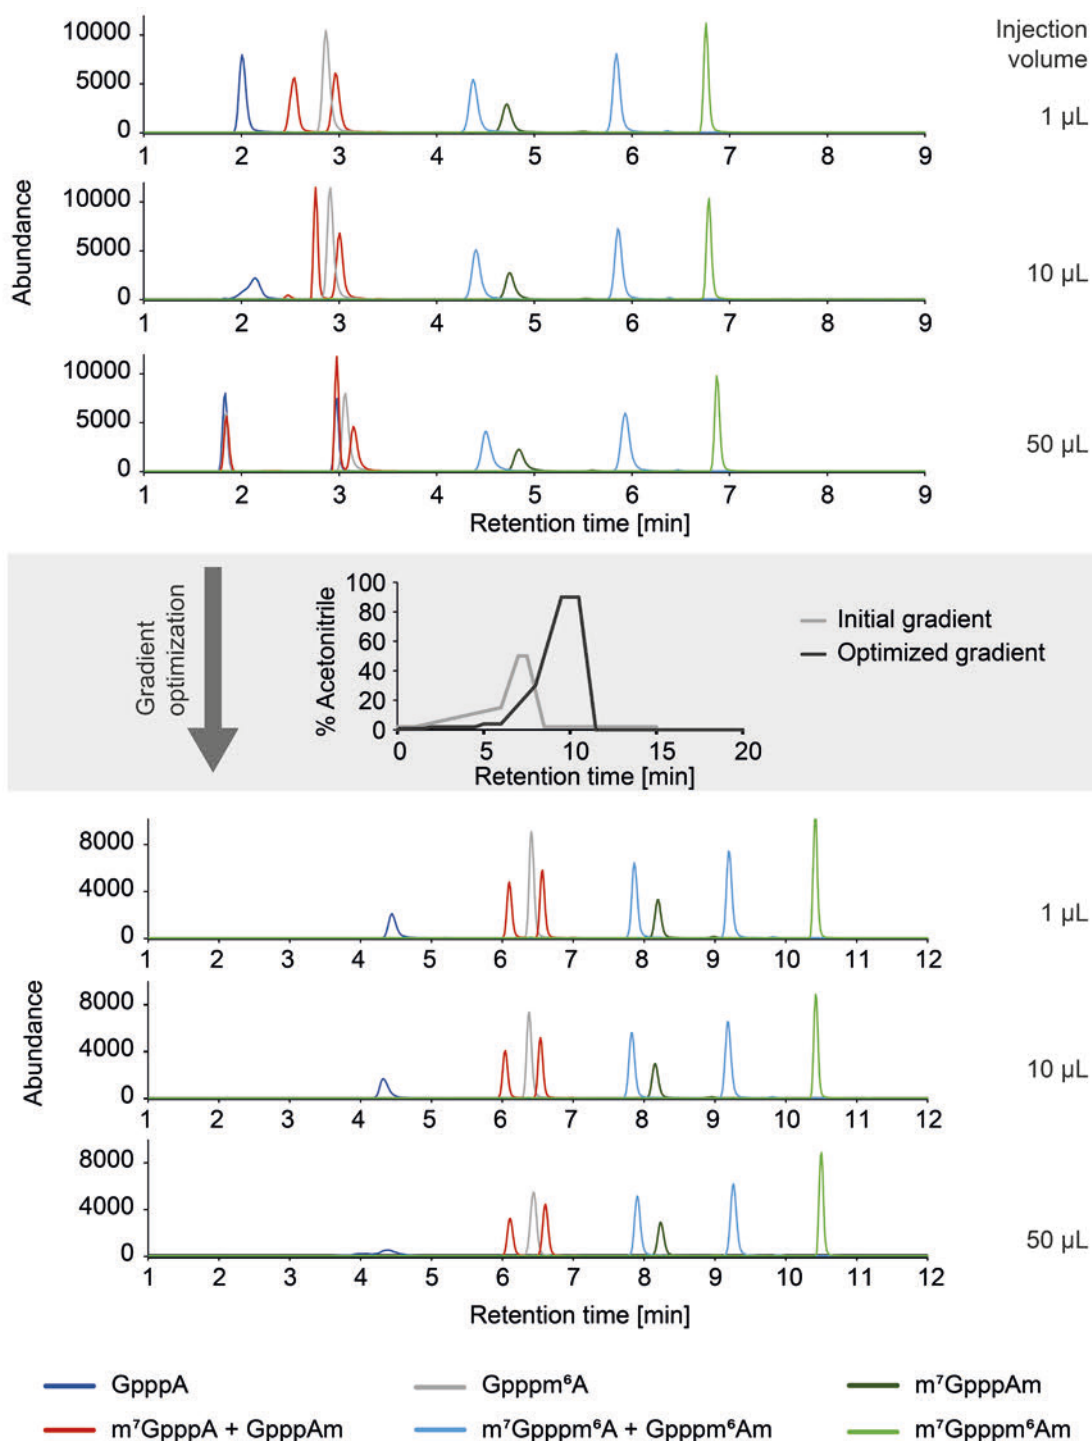 Injection
volume
10000
5000
0
1 µL
1 2 3 4 5 6 7 8 9
10000
5000
0
10 µL
1 2 3 4 5 6 7 8 9
Abundance
10000
5000
0
50 µL
1 2 3 4 5 6 7 8 9
Retention time [min]
Gradient
optimization
% Acetonitrile
100
80
60
40
20
0
0 5 10 15 20
Retention time [min]
Initial gradient
Optimized gradient
8000
4000
0
1 µL
1 2 3 4 5 6 7 8 9 10 11 12
8000
4000
0
10 µL
1 2 3 4 5 6 7 8 9 10 11 12
Abundance
8000
4000
0
50 µL
1 2 3 4 5 6 7 8 9 10 11 12
Retention time [min]
GpppA Gpppm⁶A m⁷GpppAm
m⁷GpppA + GpppAm m⁷Gpppm⁶A + Gpppm⁶Am m⁷Gpppm⁶Am